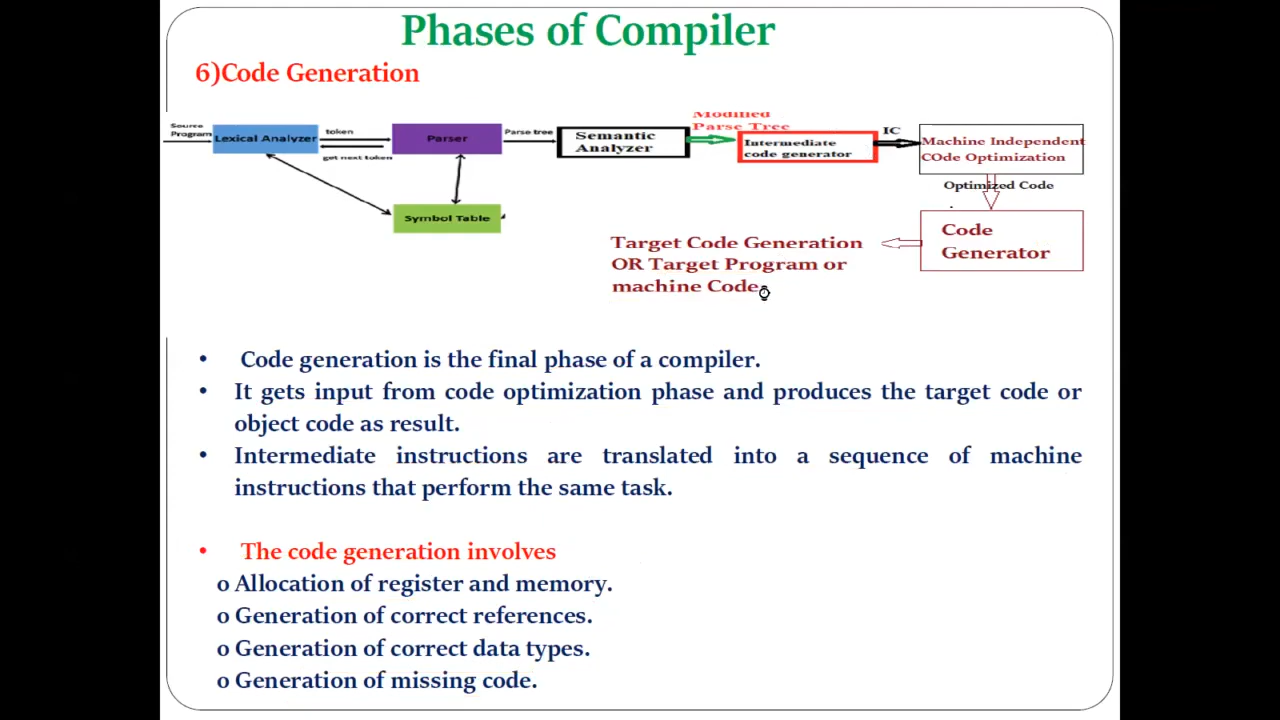 Phases of Compiler
6)Code Generation
Source
Program
Lexical Analyzer
token
get next token
Parser
Parse tree
Semantic
Analyzer
Modified
Parse Tree
Intermediate
code generator
IC
Machine Independent
COde Optimization
Symbol Table
Optimized Code
Code
Generator
Target Code Generation
OR Target Program or
machine Code
• Code generation is the final phase of a compiler.
• It gets input from code optimization phase and produces the target code or
object code as result.
• Intermediate instructions are translated into a sequence of machine
instructions that perform the same task.
• The code generation involves
o Allocation of register and memory.
o Generation of correct references.
o Generation of correct data types.
o Generation of missing code.